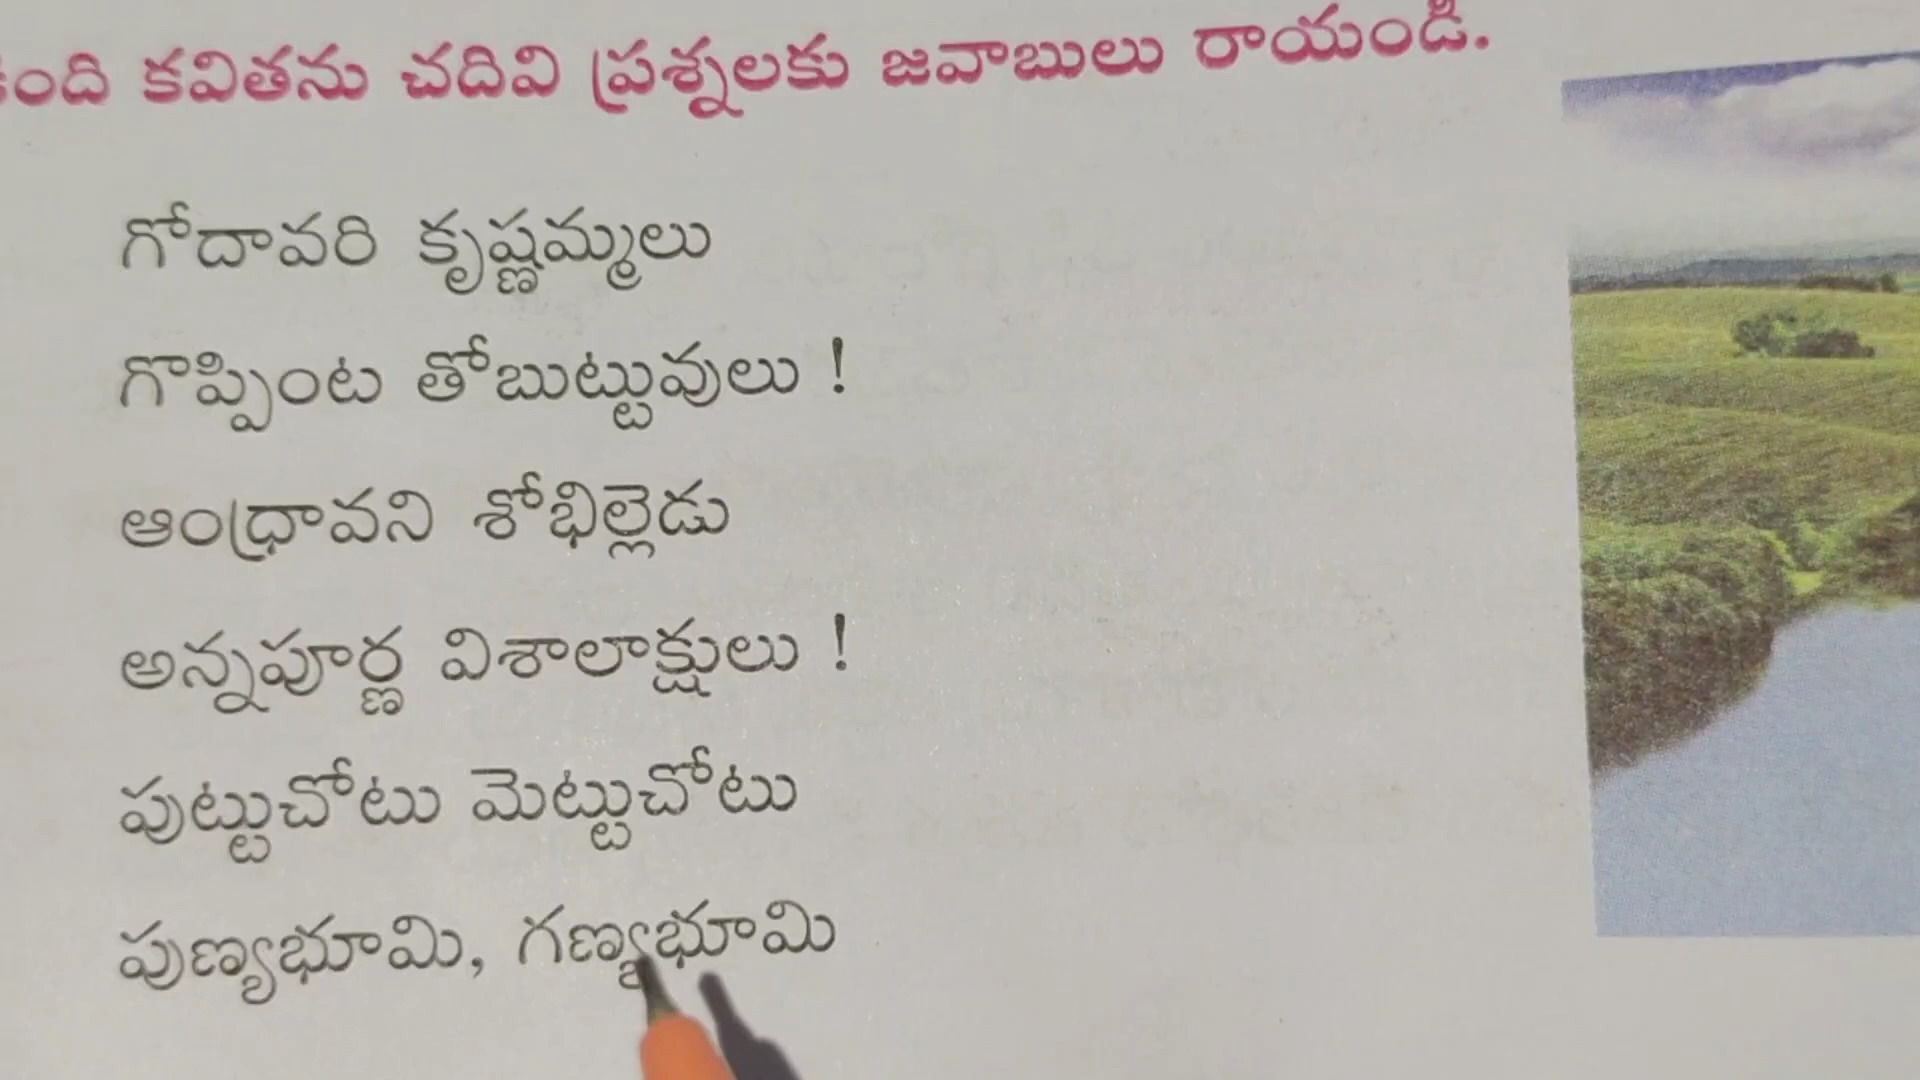 కింది కవితను చదివి ప్రశ్నలకు జవాబులు రాయండి.
గోదావరి కృష్ణమ్మలు
గొప్పింట తోబుట్టువులు !
ఆంధ్రావని శోభిల్లెడు
అన్నపూర్ణ విశాలాక్షులు !
పుట్టుచోటు మెట్టుచోటు
పుణ్యభూమి, గణ్యభూమి